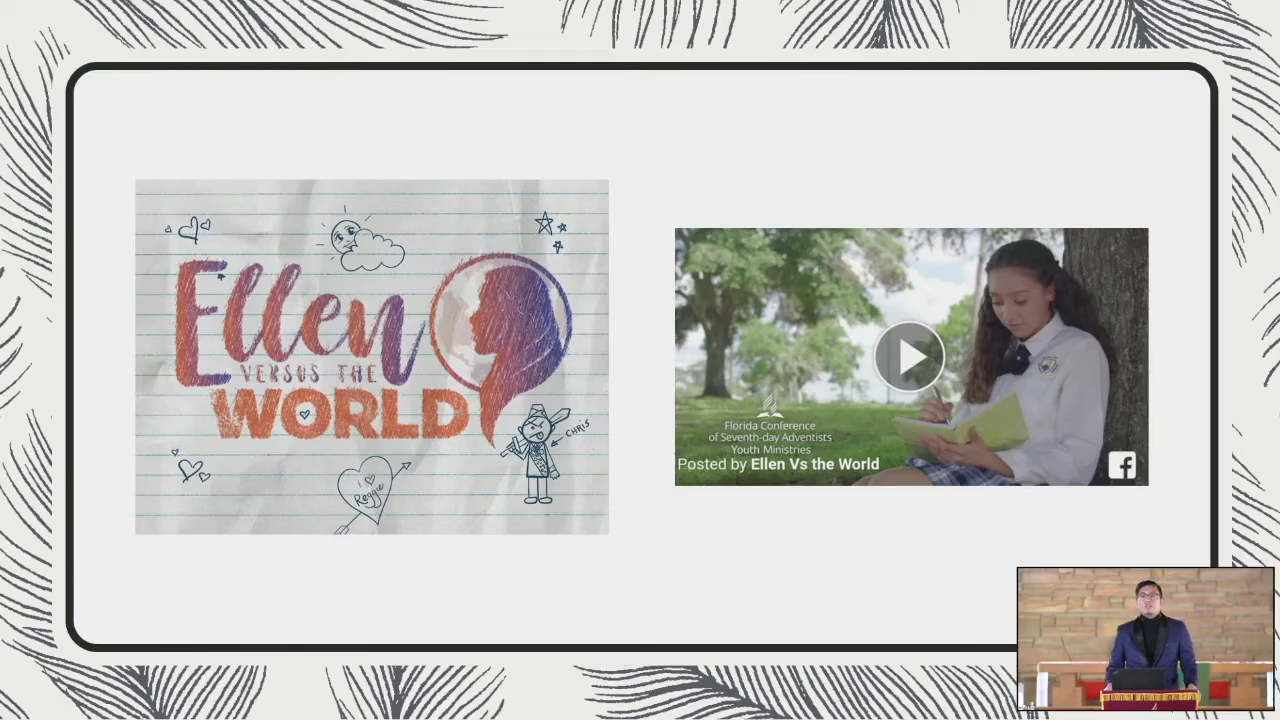 Ellen
VERSUS THE
WORLD
CHRIS
I
Reggie
Florida Conference
of Seventh-day Adventists
Youth Ministries
Posted by Ellen Vs the World